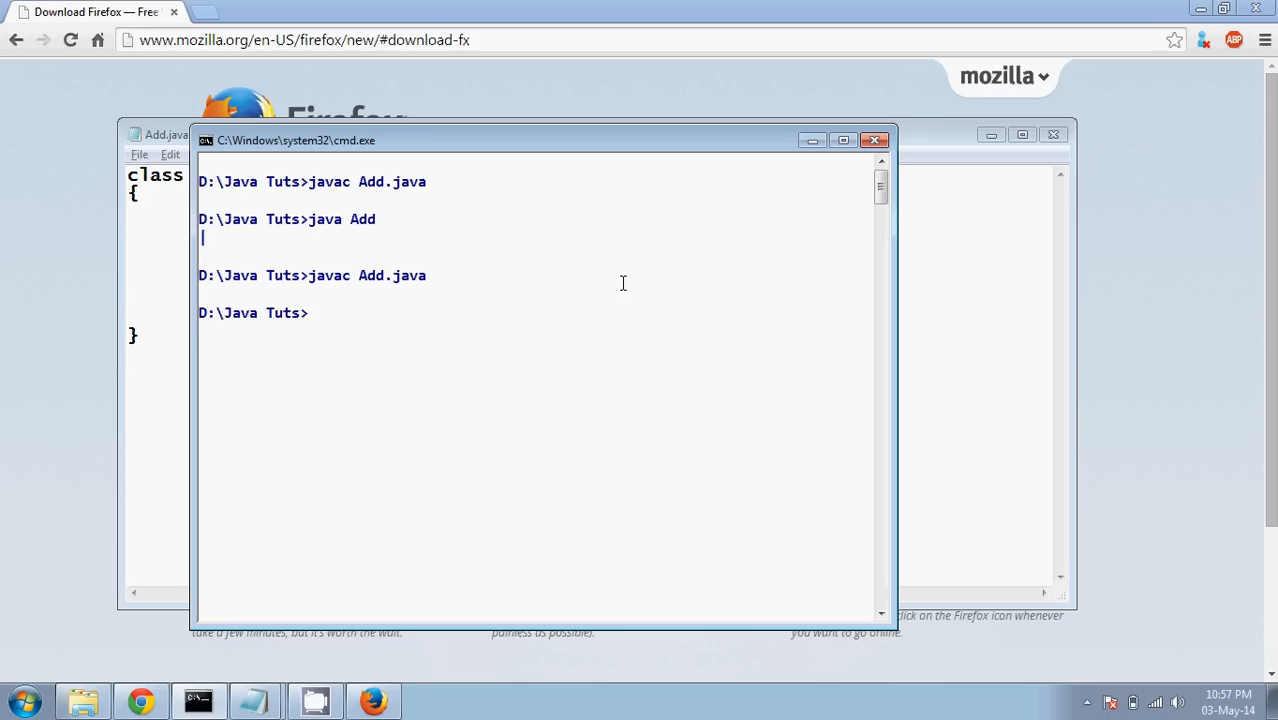 Download Firefox — Free
www.mozilla.org/en-US/firefox/new/#download-fx
ABP
mozilla
Firefox
Add.java
C:\Windows\system32\cmd.exe
File Edit
class
{
D:\Java Tuts>javac Add.java
D:\Java Tuts>java Add
|
D:\Java Tuts>javac Add.java
D:\Java Tuts>
}
click on the Firefox icon whenever
take a few minutes, but it's worth the wait. painless as possible). you want to go online.
C:\
10:57 PM
03-May-14